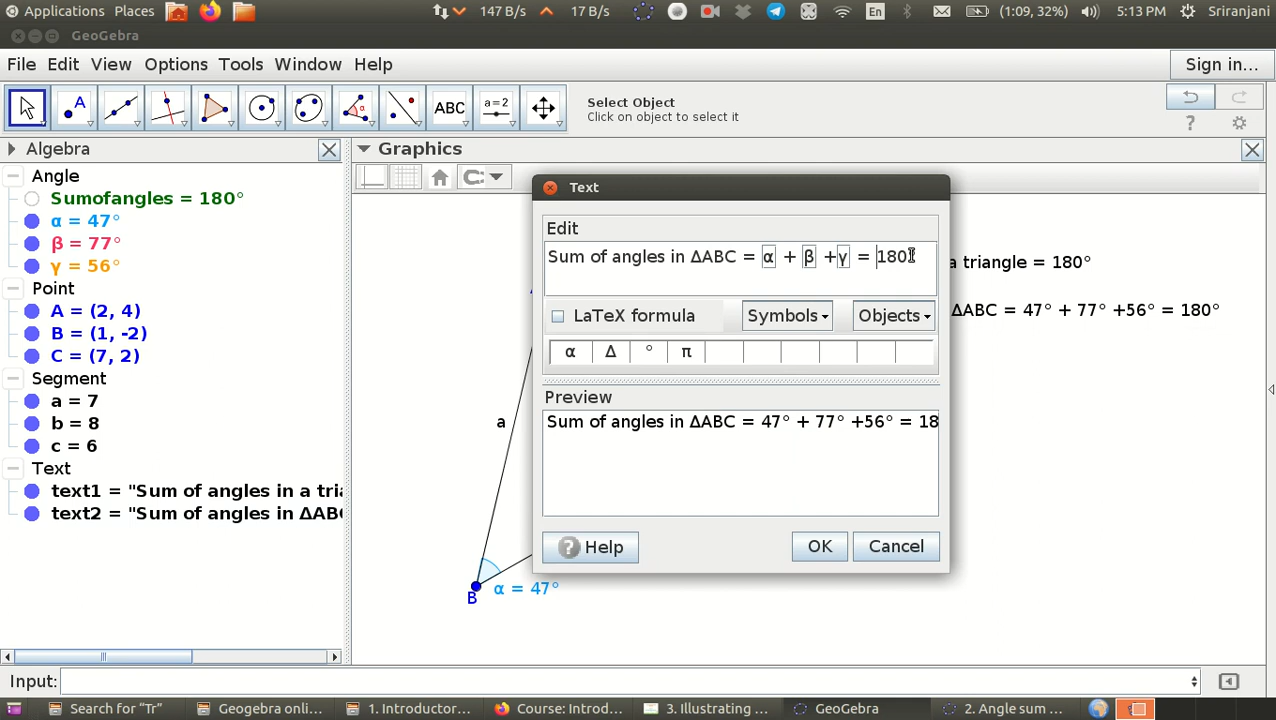 Applications Places 147 B/s 17 B/s En (1:09, 32%) 5:13 PM Sriranjani
GeoGebra
File Edit View Options Tools Window Help Sign in...
A α ABC a=2 Select Object
Click on object to select it
Algebra Graphics
Angle
Sumofangles = 180°
α = 47°
β = 77°
γ = 56°
Point
A = (2, 4)
B = (1, -2)
C = (7, 2)
Segment
a = 7
b = 8
c = 6
Text
text1 = "Sum of angles in a tria
text2 = "Sum of angles in ΔABC
a triangle = 180°
ΔABC = 47° + 77° +56° = 180°
a
B α = 47°
Text
Edit
Sum of angles in ΔABC = α + β +γ = 180
LaTeX formula Symbols Objects
α Δ ° π
Preview
Sum of angles in ΔABC = 47° + 77° +56° = 18
? Help OK Cancel
Input:
Search for “Tr” Geogebra onli... 1. Introductor... Course: Introd... 3. Illustrating ... GeoGebra 2. Angle sum ...